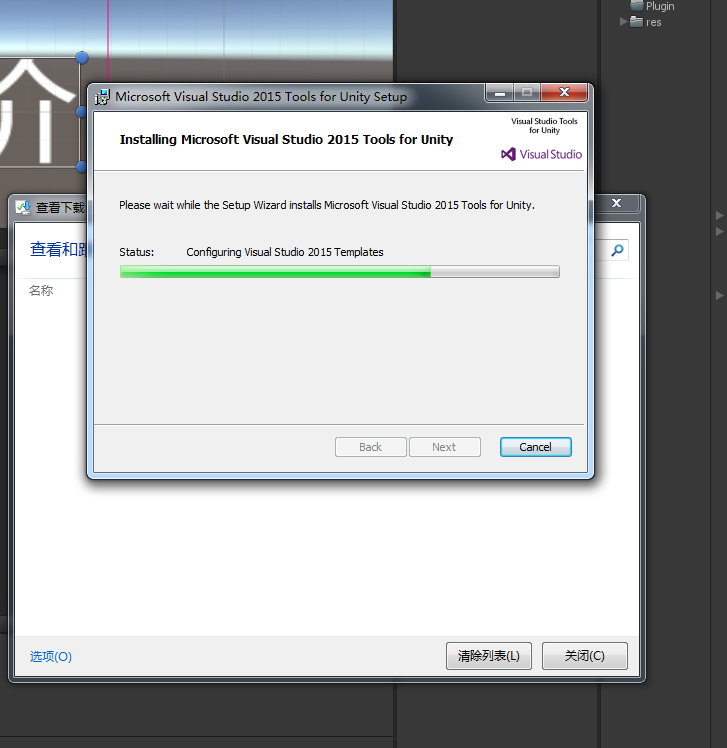 Plugin
res
介
Microsoft Visual Studio 2015 Tools for Unity Setup
Visual Studio Tools
for Unity
Installing Microsoft Visual Studio 2015 Tools for Unity
Visual Studio
Please wait while the Setup Wizard installs Microsoft Visual Studio 2015 Tools for Unity.
查看下载
查看和
Status: Configuring Visual Studio 2015 Templates
名称
Back Next Cancel
选项(O) 清除列表(L) 关闭(C)